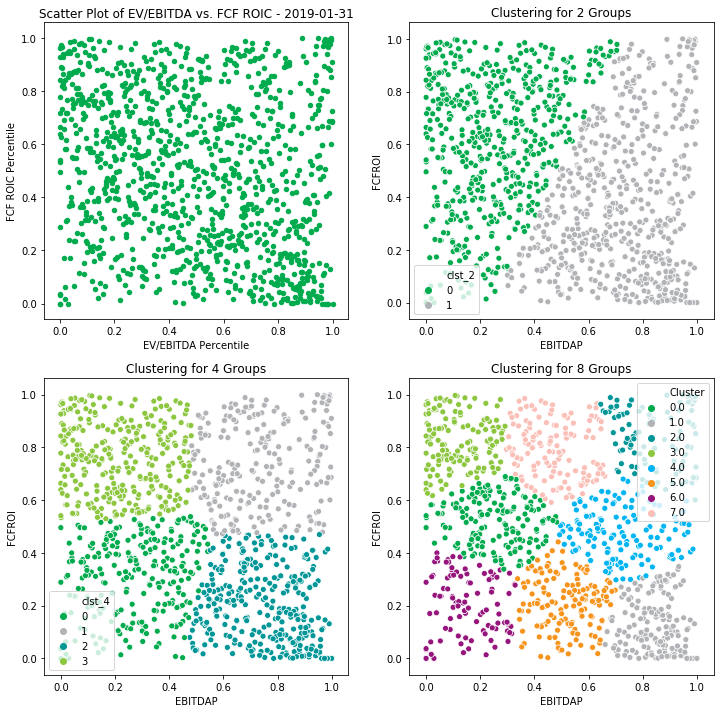 Scatter Plot of EV/EBITDA vs. FCF ROIC - 2019-01-31
1.0
0.8
0.6
0.4
0.2
0.0
FCF ROIC Percentile
0.0 0.2 0.4 0.6 0.8 1.0
EV/EBITDA Percentile
Clustering for 2 Groups
1.0
0.8
0.6
0.4
0.2
0.0
FCFROI
clst_2
0
1
0.0 0.2 0.4 0.6 0.8 1.0
EBITDAP
Clustering for 4 Groups
1.0
0.8
0.6
0.4
0.2
0.0
FCFROI
clst_4
0
1
2
3
0.0 0.2 0.4 0.6 0.8 1.0
EBITDAP
Clustering for 8 Groups
1.0
0.8
0.6
0.4
0.2
0.0
FCFROI
Cluster
0.0
1.0
2.0
3.0
4.0
5.0
6.0
7.0
0.0 0.2 0.4 0.6 0.8 1.0
EBITDAP